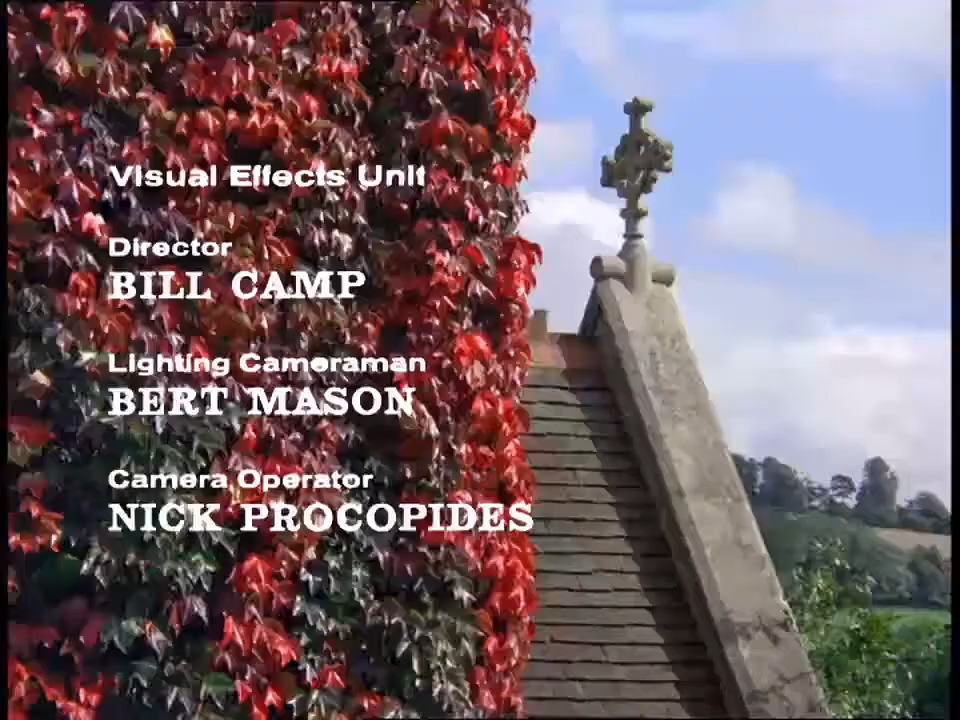 Visual Effects Unit
Director
BILL CAMP
Lighting Cameraman
BERT MASON
Camera Operator
NICK PROCOPIDES